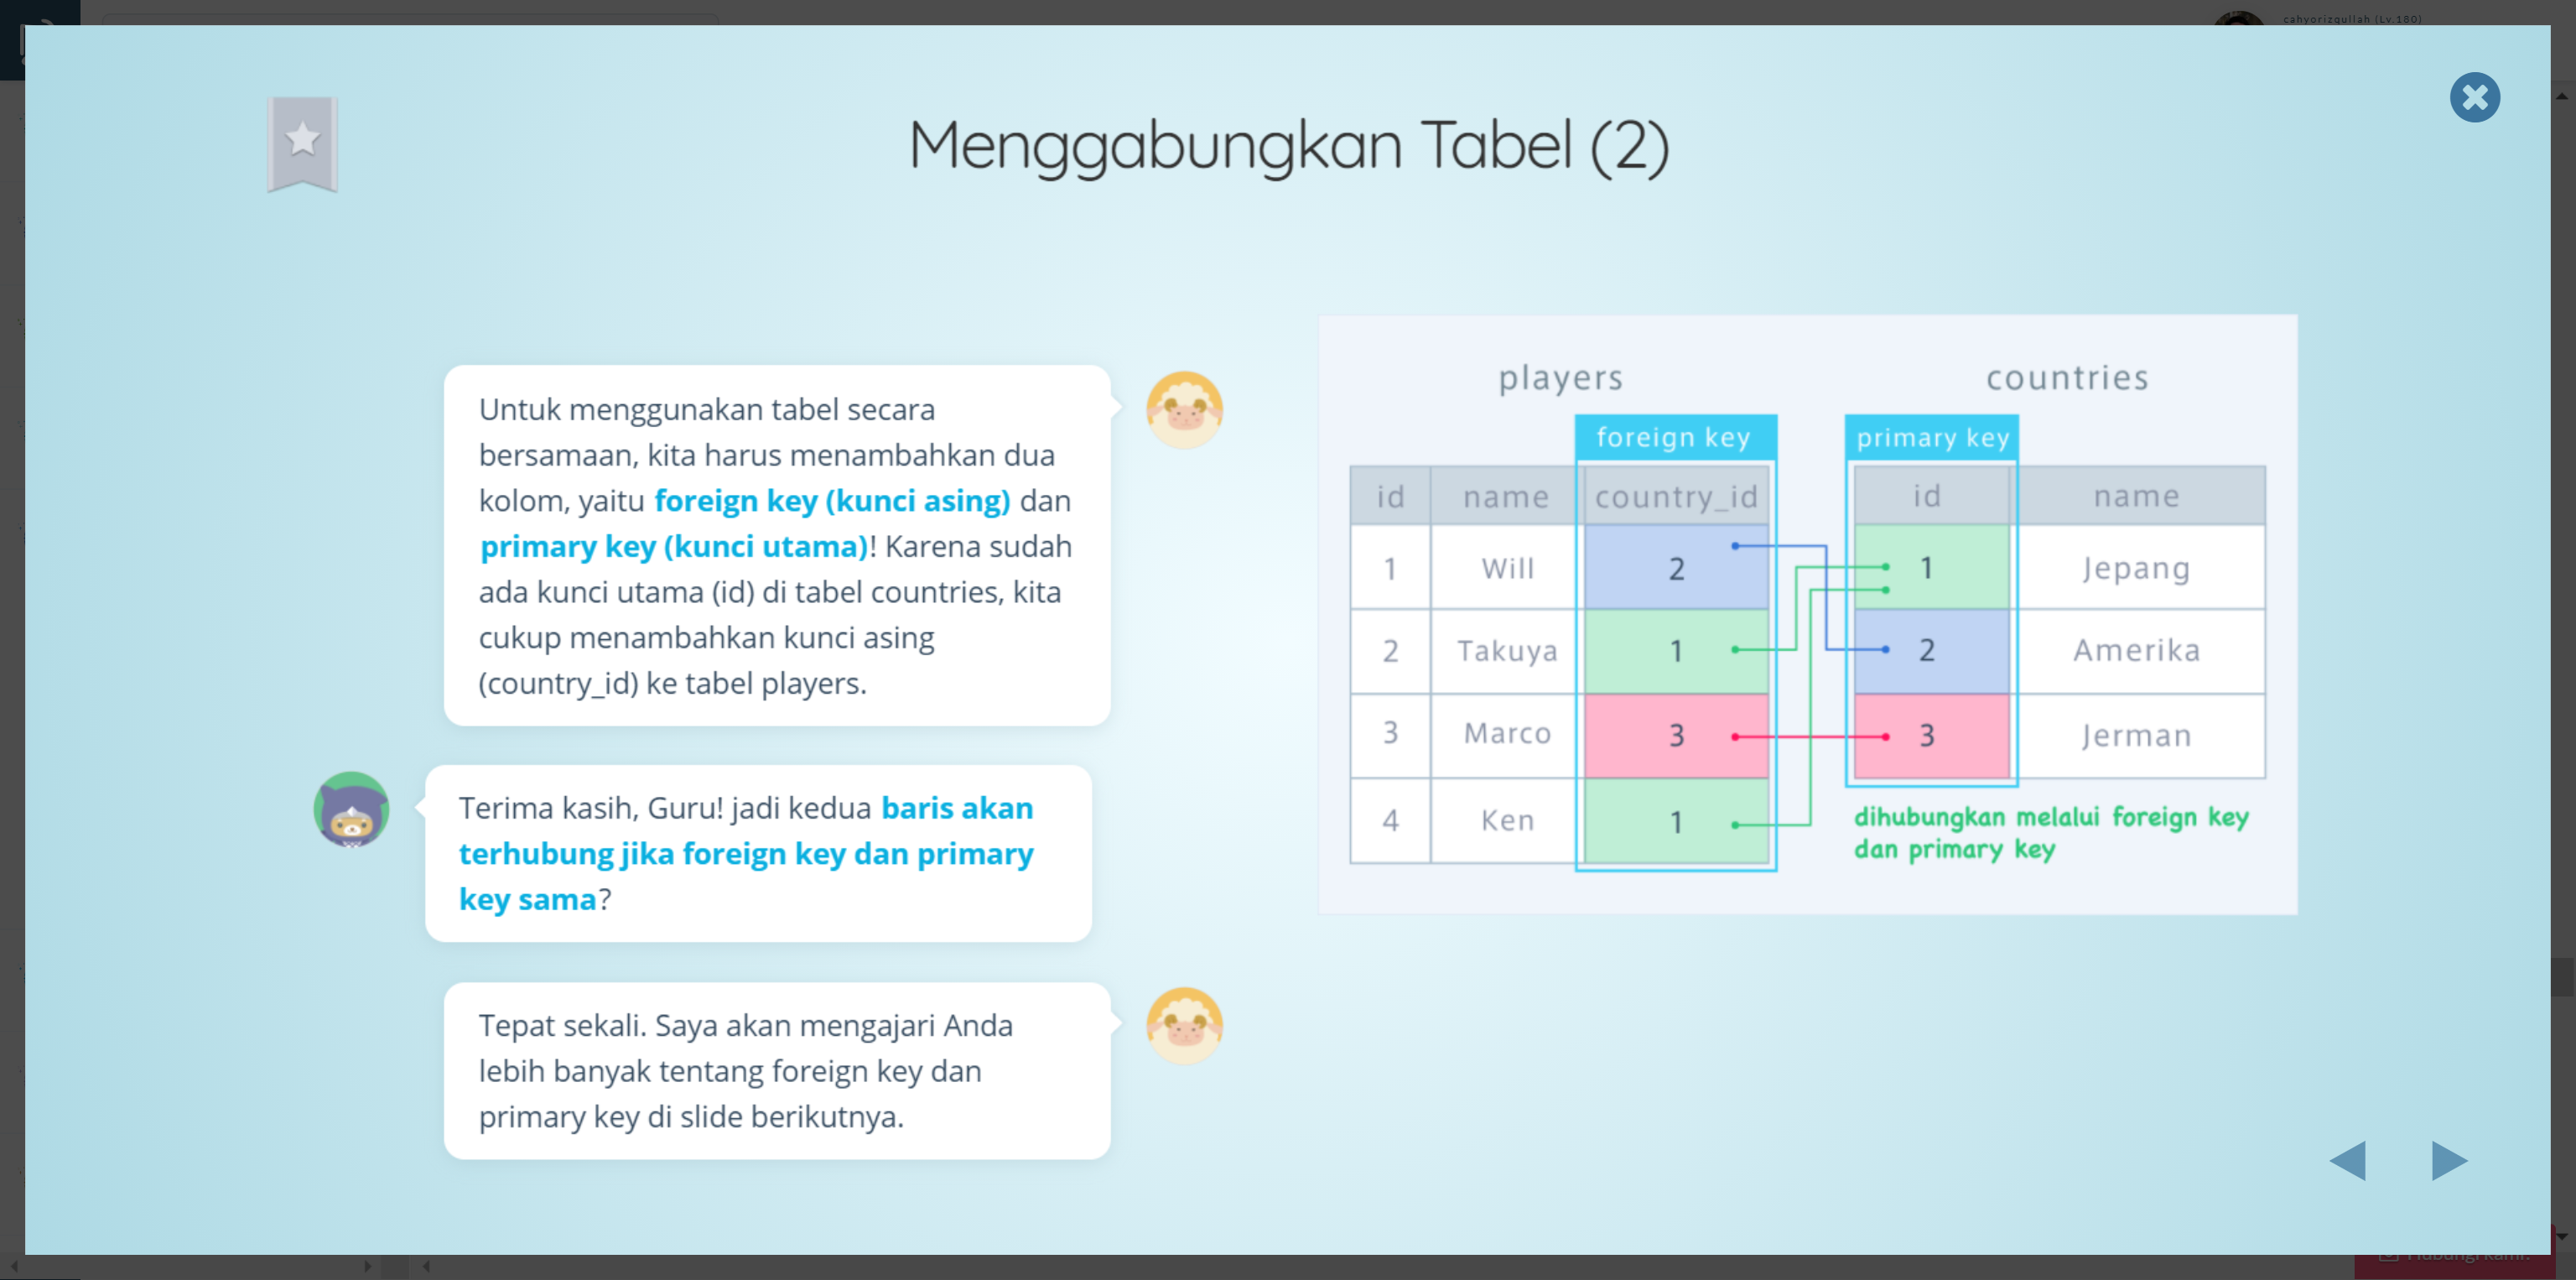 cahyorizqullah (Lv.180)
Menggabungkan Tabel (2)
Untuk menggunakan tabel secara
bersamaan, kita harus menambahkan dua
kolom, yaitu foreign key (kunci asing) dan
primary key (kunci utama)! Karena sudah
ada kunci utama (id) di tabel countries, kita
cukup menambahkan kunci asing
(country_id) ke tabel players.
Terima kasih, Guru! jadi kedua baris akan
terhubung jika foreign key dan primary
key sama?
Tepat sekali. Saya akan mengajari Anda
lebih banyak tentang foreign key dan
primary key di slide berikutnya.
players
foreign key
id name country_id
1 Will 2
2 Takuya 1
3 Marco 3
4 Ken 1
countries
primary key
id name
1 Jepang
2 Amerika
3 Jerman
dihubungkan melalui foreign key
dan primary key